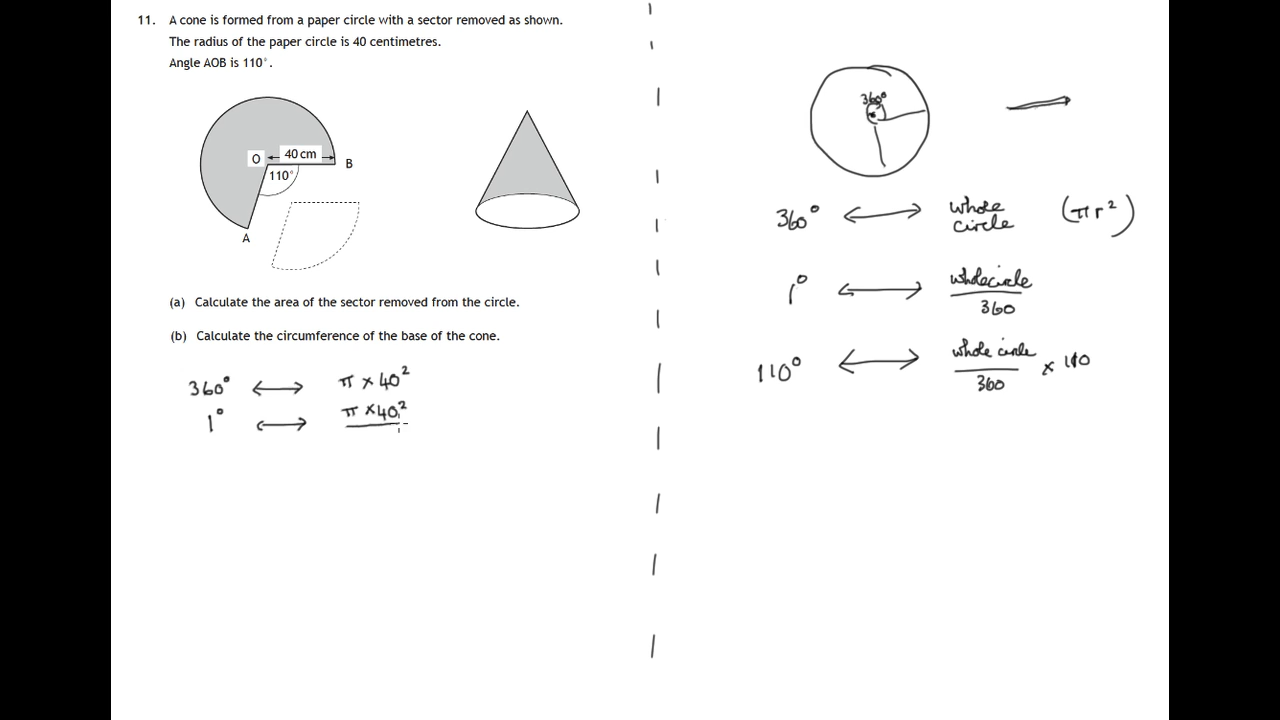 11. A cone is formed from a paper circle with a sector removed as shown.
The radius of the paper circle is 40 centimetres.
Angle AOB is 110°.
O
40 cm
B
110°
A
(a) Calculate the area of the sector removed from the circle.
(b) Calculate the circumference of the base of the cone.
360° ⟷ π × 40²
1° ⟷ π × 40²
360°
360° ⟷ whole
circle (πr²)
1° ⟷ whole circle
360
110° ⟷ whole circle
360 × 110